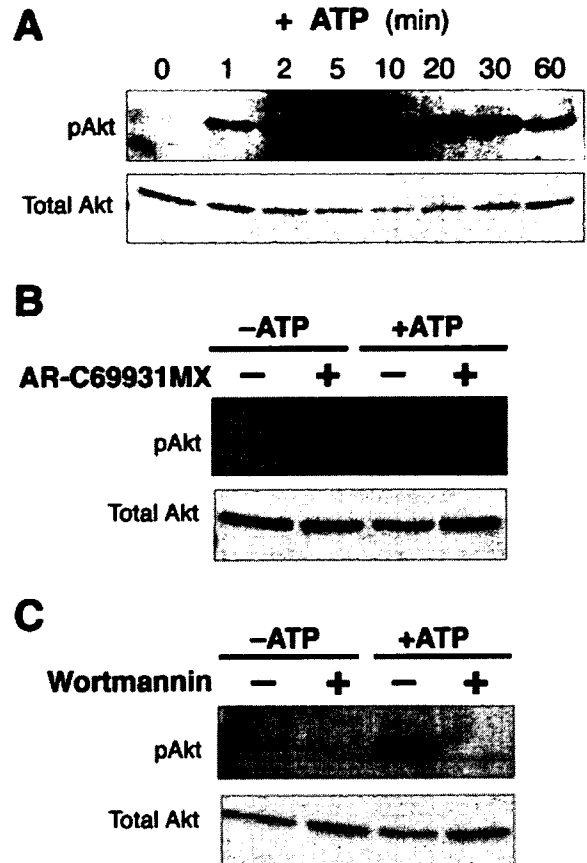 A
+ ATP (min)
0 1 2 5 10 20 30 60
pAkt
Total Akt
B
–ATP +ATP
AR-C69931MX – + – +
pAkt
Total Akt
C
–ATP +ATP
Wortmannin – + – +
pAkt
Total Akt